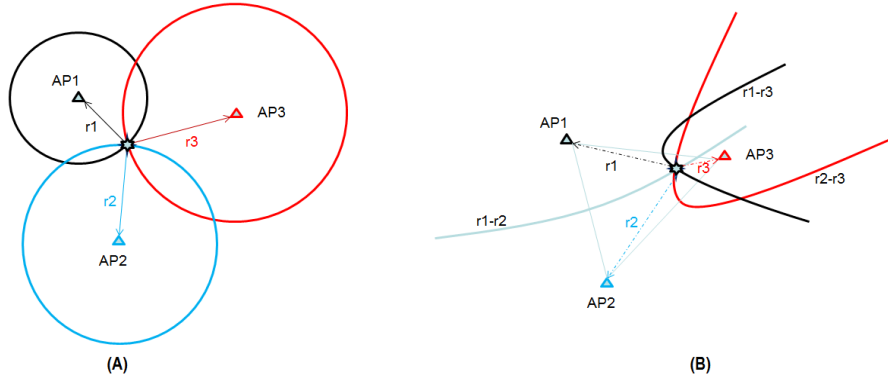 AP1
r1
AP3
r3
r2
AP2
(A)
r1-r3
AP1
AP3
r1
r3
r2-r3
r1-r2
r2
AP2
(B)